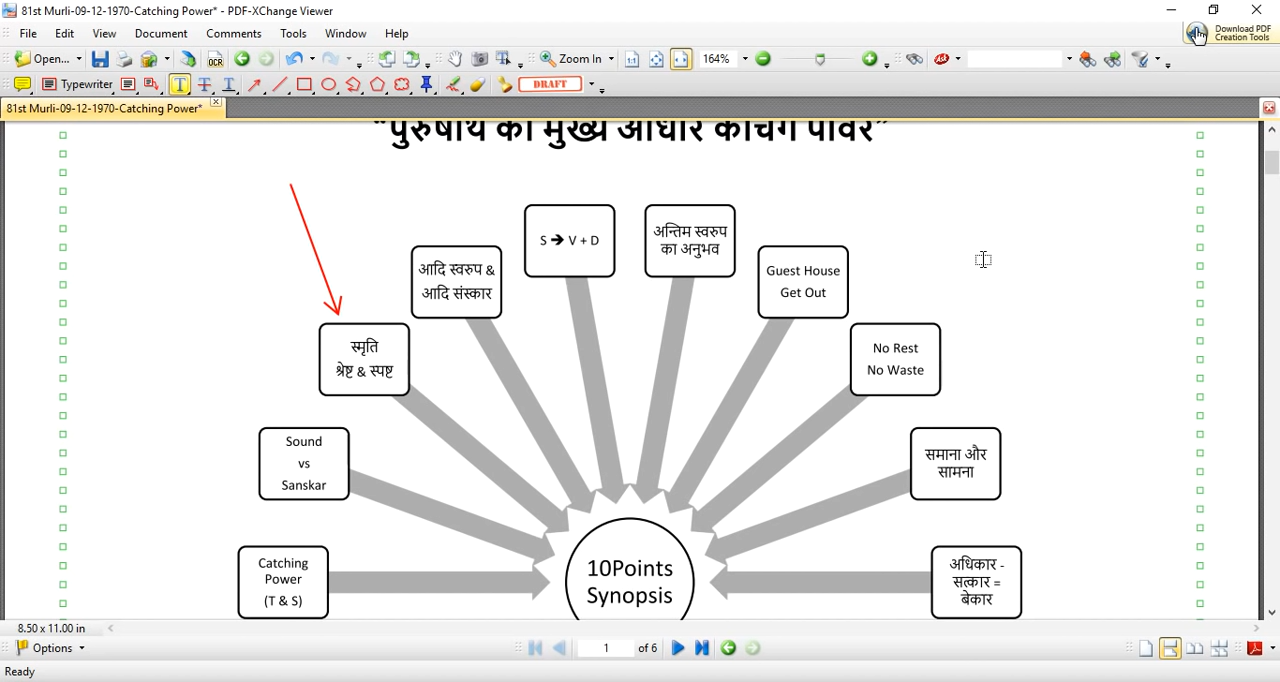 81st Murli-09-12-1970-Catching Power* - PDF-XChange Viewer
File Edit View Document Comments Tools Window Help
Download PDF
Creation Tools
Open... OCR Zoom In 164%
Typewriter DRAFT
81st Murli-09-12-1970-Catching Power*
“पुरुषार्थ का मुख्य आधार कैचिंग पावर”
S → V + D
अन्तिम स्वरुप
का अनुभव
आदि स्वरुप &
आदि संस्कार
Guest House
Get Out
स्मृति
श्रेष्ट & स्पष्ट
No Rest
No Waste
Sound
vs
Sanskar
समाना और
सामना
Catching
Power
(T & S)
10Points
Synopsis
अधिकार -
सत्कार =
बेकार
8.50 x 11.00 in
Options 1 of 6
Ready